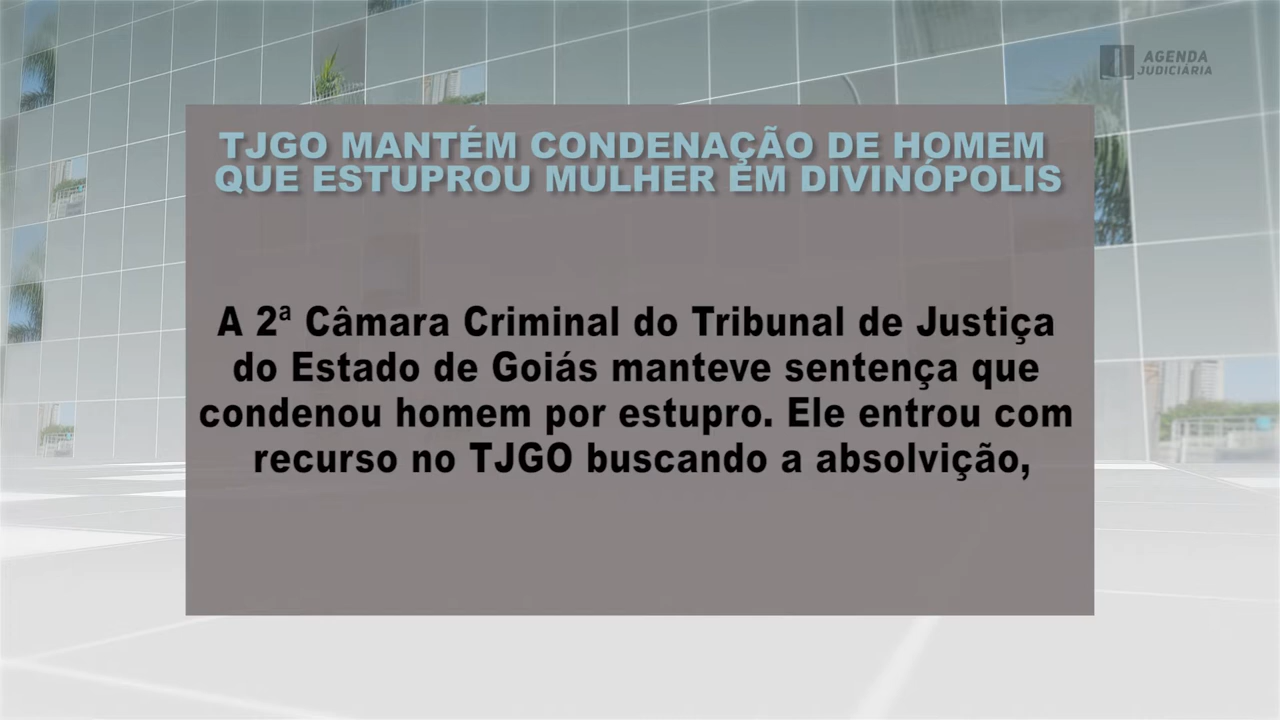 AGENDA
JUDICIÁRIA
TJGO MANTÉM CONDENAÇÃO DE HOMEM
QUE ESTUPROU MULHER EM DIVINÓPOLIS
A 2ª Câmara Criminal do Tribunal de Justiça
do Estado de Goiás manteve sentença que
condenou homem por estupro. Ele entrou com
recurso no TJGO buscando a absolvição,